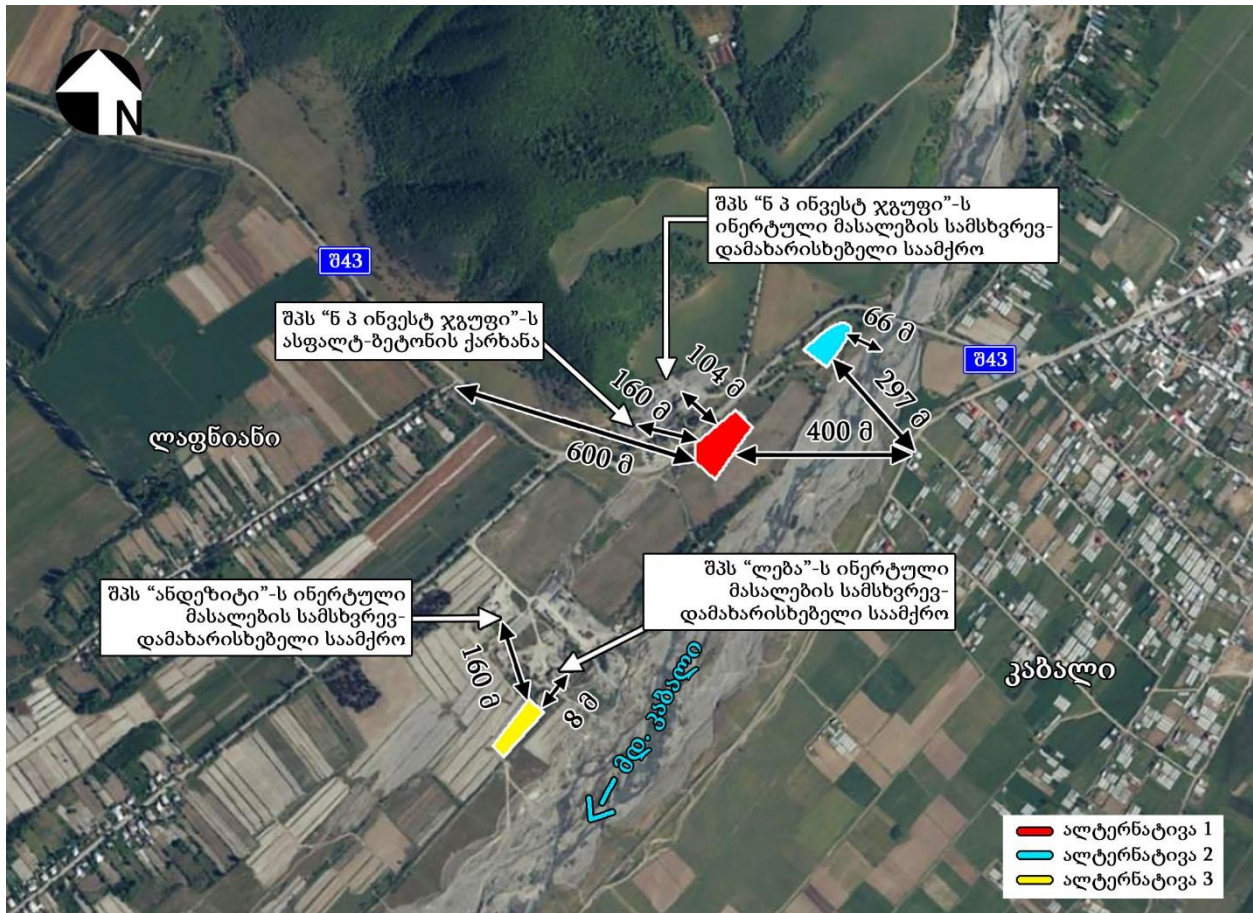 N
შპს “ნ პ ინვესტ ჯგუფი”-ს
ინერტული მასალების სამსხვრევ-
დამახარისხებელი საამქრო
შ43
შპს “ნ პ ინვესტ ჯგუფი”-ს
ასფალტ-ბეტონის ქარხანა
66 მ
შ43
104 მ
160 მ
297 მ
ლაფნიანი
400 მ
600 მ
შპს “ანდეზიტი”-ს ინერტული
მასალების სამსხვრევ-
დამახარისხებელი საამქრო
შპს “ლება”-ს ინერტული
მასალების სამსხვრევ-
დამახარისხებელი საამქრო
160 მ
8 მ
მდ. კაბალი
კაბალი
ალტერნატივა 1
ალტერნატივა 2
ალტერნატივა 3